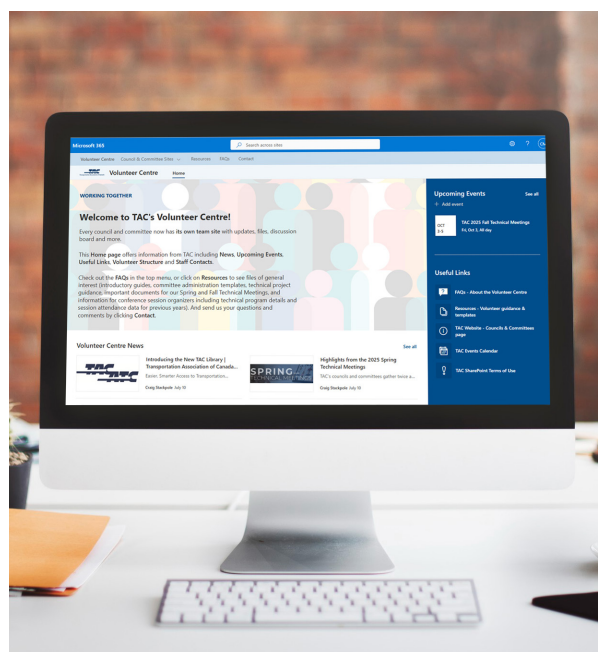 Microsoft 365
Search across sites
?
Volunteer Centre Council & Committee Sites Resources FAQs Contact
TAC Volunteer Centre Home
WORKING TOGETHER
Welcome to TAC's Volunteer Centre!
Every council and committee now has its own team site with updates, files, discussion
board and more.
This Home page offers information from TAC including News, Upcoming Events,
Useful Links, Volunteer Structure and Staff Contacts.
Check out the FAQs in the top menu, or click on Resources to see files of general
interest (introductory guides, committee administration templates, technical project
guidance, important documents for our Spring and Fall Technical Meetings, and
information for conference session organizers including technical program details and
session attendance data for previous years). And send us your questions and
comments by clicking Contact.
Volunteer Centre News See all
TAC
TAC
Introducing the New TAC Library |
Transportation Association of Canada...
Easier, Smarter Access to Transportation...
Craig Stackpole July 10
SPRING
TECHNICAL MEETINGS
Highlights from the 2025 Spring
Technical Meetings
TAC's councils and committees gather twice a...
Craig Stackpole July 10
Upcoming Events See all
+ Add event
OCT
2-3
TAC 2025 Fall Technical Meetings
Fri, Oct 3, All day
Useful Links
FAQs - About the Volunteer Centre
Resources - Volunteer guidance &
templates
TAC Website - Councils & Committees
page
TAC Events Calendar
TAC SharePoint Terms of Use